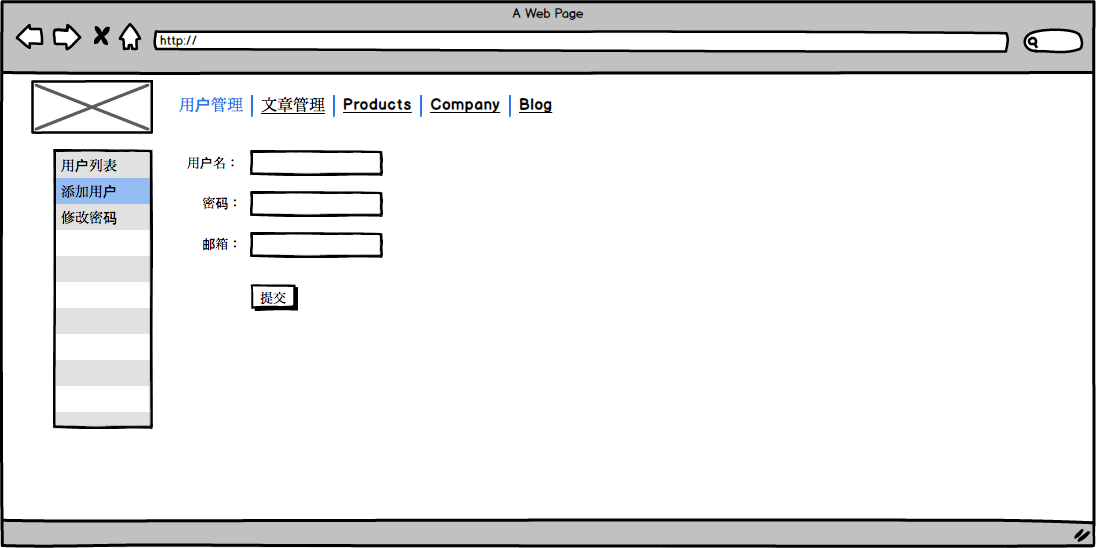 A Web Page
http://
用户管理 文章管理 Products Company Blog
用户列表
添加用户
修改密码
用户名：
密码：
邮箱：
提交